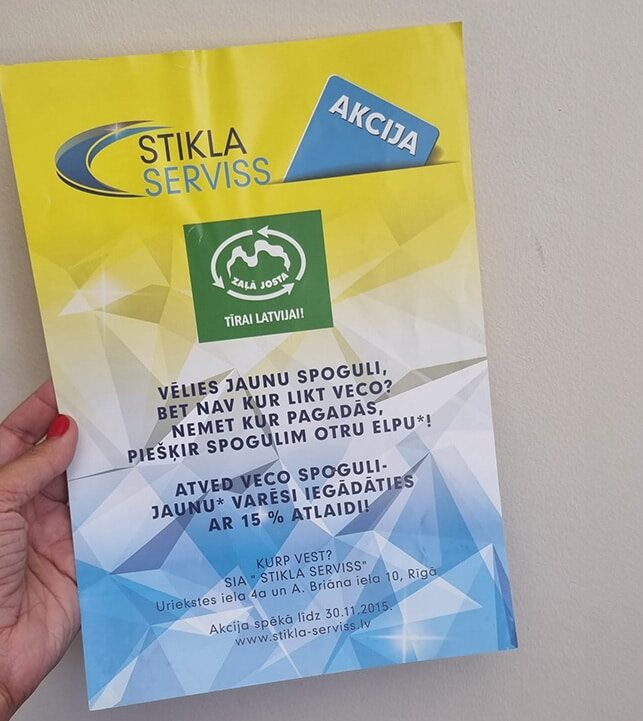 STIKLA
SERVISS
AKCIJA
ZAĻĀ JOSTA
TĪRAI LATVIJAI!
VĒLIES JAUNU SPOGULI,
BET NAV KUR LIKT VECO?
NEMET KUR PAGADĀS,
PIEŠĶIR SPOGULIM OTRU ELPU*!
ATVED VECO SPOGULI-
JAUNU* VARĒSI IEGĀDĀTIES
AR 15 % ATLAIDI!
KURP VEST?
SIA " STIKLA SERVISS"
Uriekstes iela 4a un A. Briāna iela 10, Rīgā
Akcija spēkā līdz 30.11.2015.
www.stikla-serviss.lv